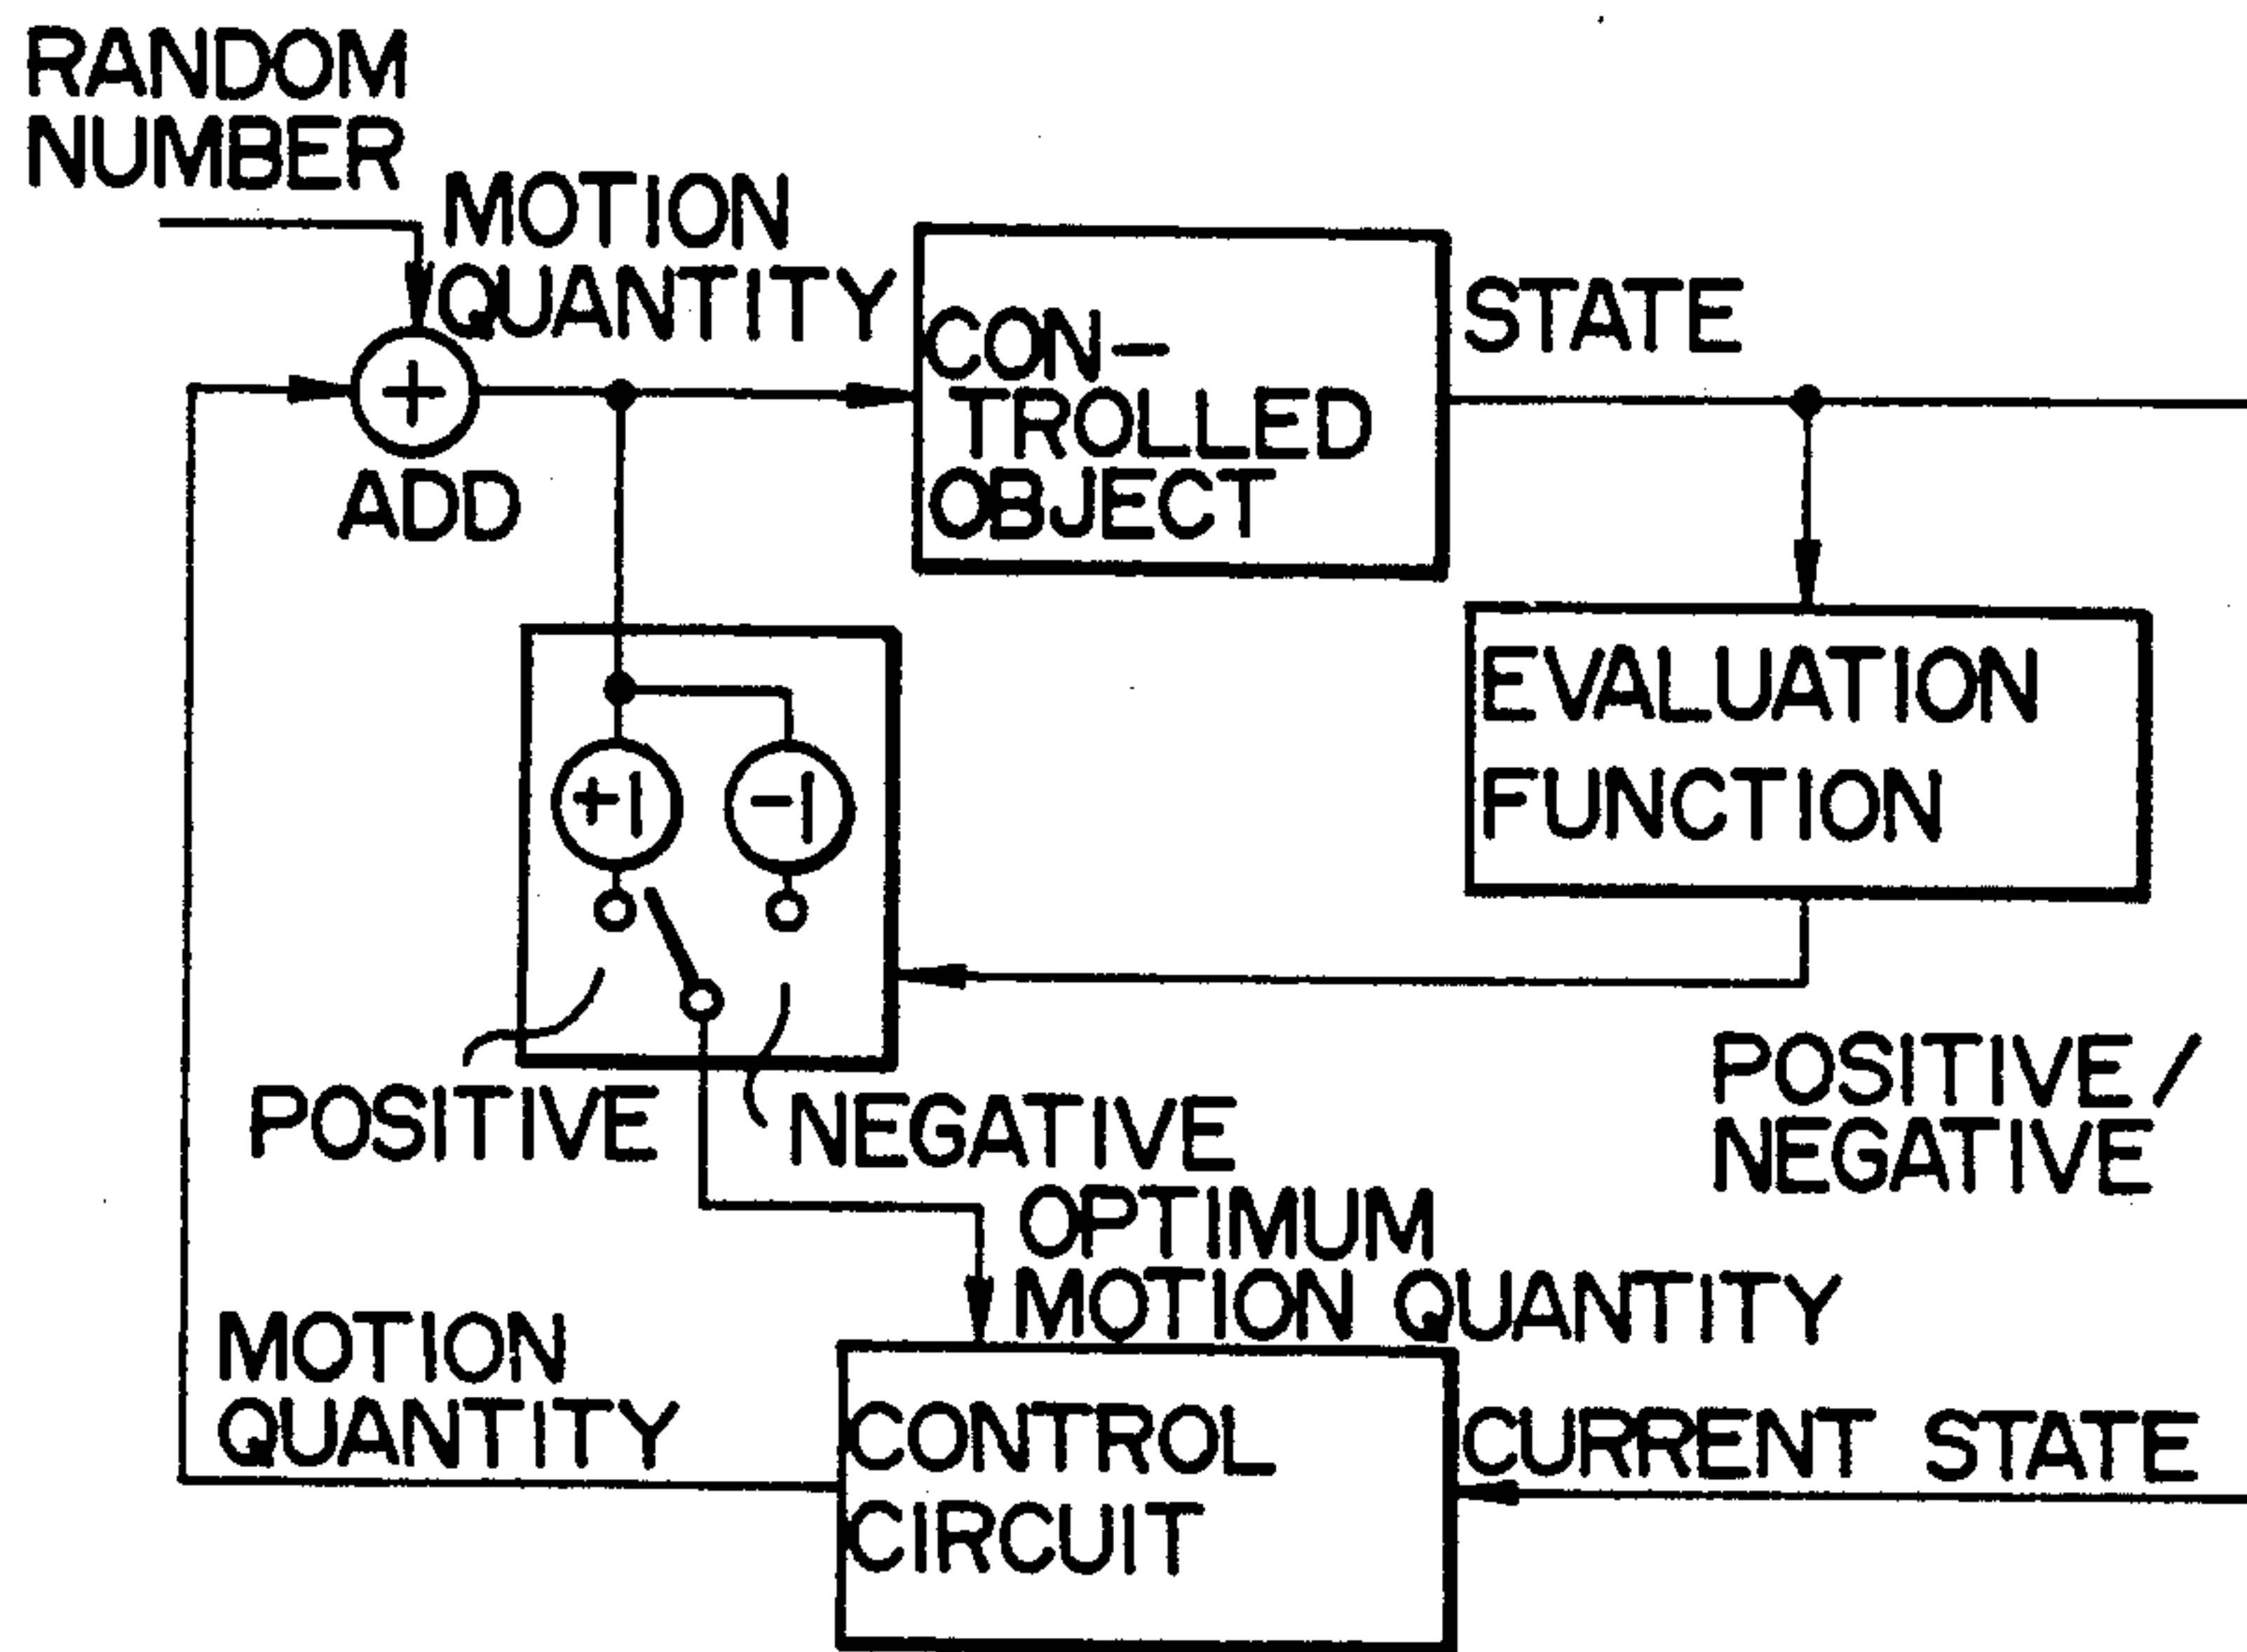 RANDOM
NUMBER
MOTION
QUANTITY
+
ADD
CON-
TROLLED
OBJECT
STATE
EVALUATION
FUNCTION
+1
-1
POSITIVE
NEGATIVE
POSITIVE/
NEGATIVE
OPTIMUM
MOTION QUANTITY
MOTION
QUANTITY
CONTROL
CIRCUIT
CURRENT STATE